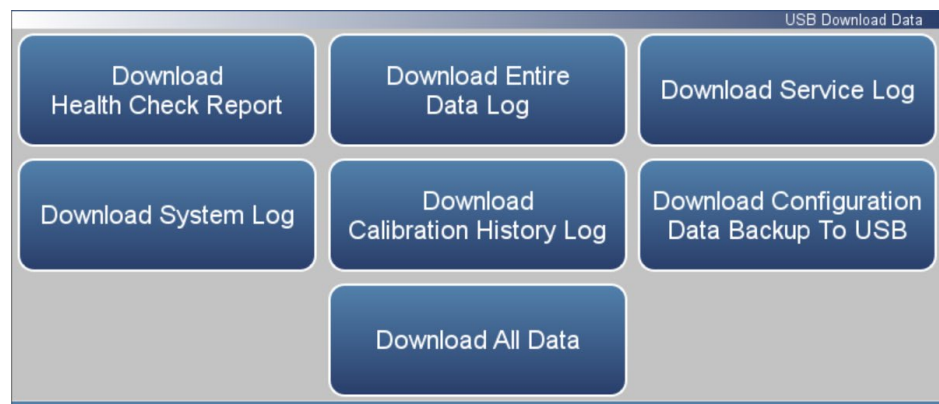 USB Download Data
Download
Health Check Report
Download Entire
Data Log
Download Service Log
Download System Log
Download
Calibration History Log
Download Configuration
Data Backup To USB
Download All Data